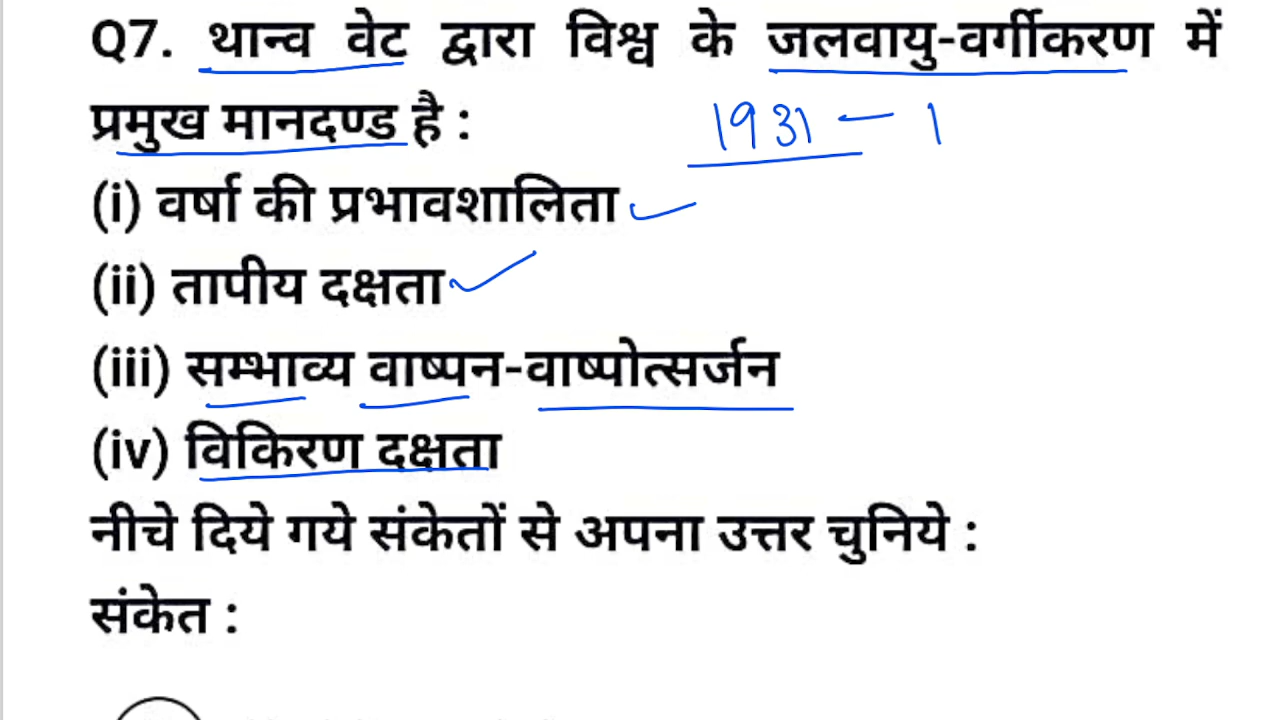 Q7. थान्व वेट द्वारा विश्व के जलवायु-वर्गीकरण में
प्रमुख मानदण्ड है :
1931 – 1
(i) वर्षा की प्रभावशालिता
(ii) तापीय दक्षता
(iii) सम्भाव्य वाष्पन-वाष्पोत्सर्जन
(iv) विकिरण दक्षता
नीचे दिये गये संकेतों से अपना उत्तर चुनिये :
संकेत :